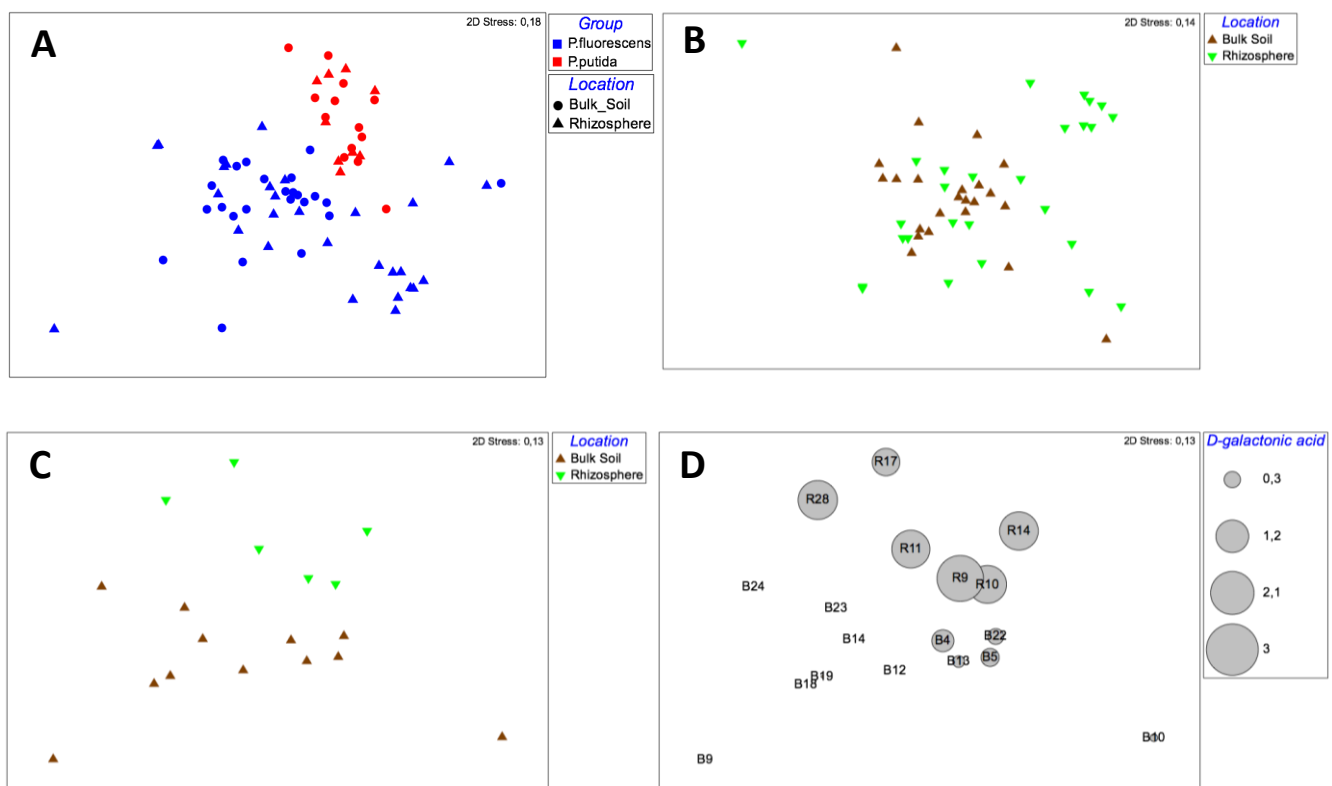 A
2D Stress: 0,18
Group
P.fluorescens
P.putida
Location
Bulk_Soil
Rhizosphere
B
2D Stress: 0,14
Location
Bulk Soil
Rhizosphere
C
2D Stress: 0,13
Location
Bulk Soil
Rhizosphere
D
2D Stress: 0,13
D-galactonic acid
0,3
1,2
2,1
3
R17
R28
R14
R11
R9
R10
B24
B23
B14
B4
B22
B13
B5
B12
B19
B18
B10
B9